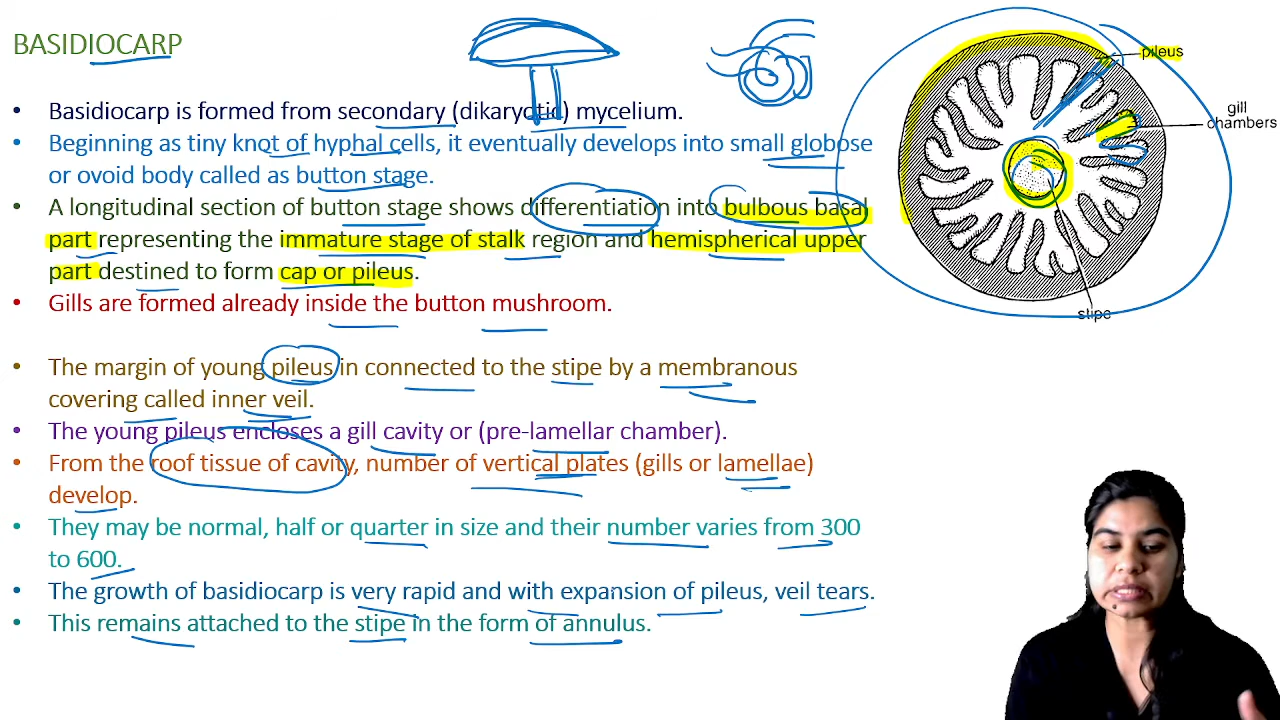 BASIDIOCARP
• Basidiocarp is formed from secondary (dikaryotic) mycelium.
• Beginning as tiny knot of hyphal cells, it eventually develops into small globose
or ovoid body called as button stage.
• A longitudinal section of button stage shows differentiation into bulbous basal
part representing the immature stage of stalk region and hemispherical upper
part destined to form cap or pileus.
• Gills are formed already inside the button mushroom.
• The margin of young pileus in connected to the stipe by a membranous
covering called inner veil.
• The young pileus encloses a gill cavity or (pre-lamellar chamber).
• From the roof tissue of cavity, number of vertical plates (gills or lamellae)
develop.
• They may be normal, half or quarter in size and their number varies from 300
to 600.
• The growth of basidiocarp is very rapid and with expansion of pileus, veil tears.
• This remains attached to the stipe in the form of annulus.
pileus
gill
chambers
stipe